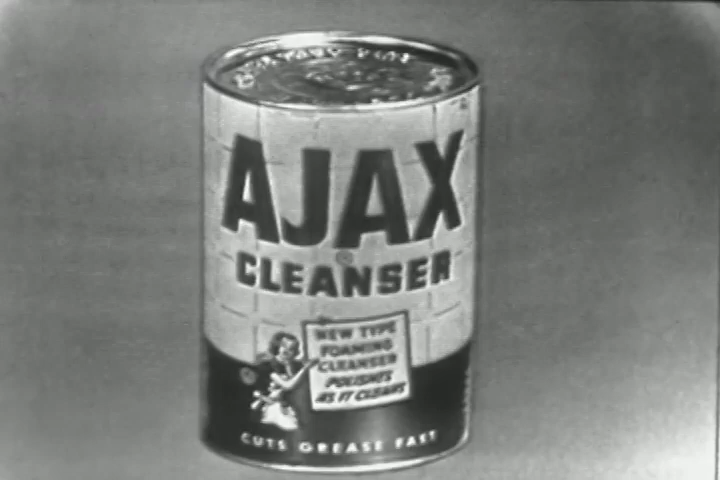 AJAX
CLEANSER
NEW TYPE
FOAMING
CLEANSER
POLISHES
AS IT CLEANS
CUTS GREASE FAST